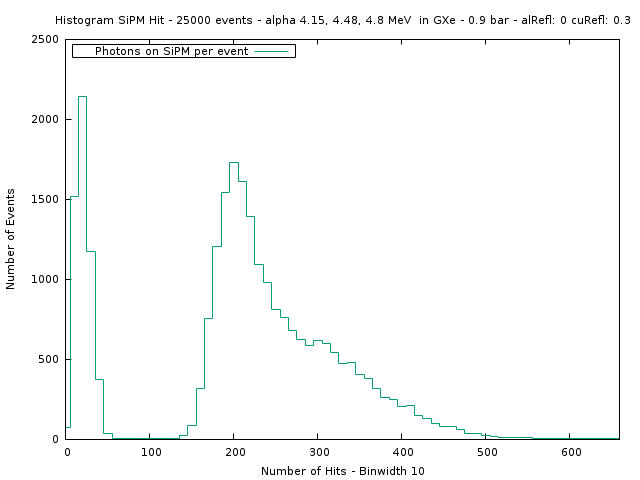 Histogram SiPM Hit - 25000 events - alpha 4.15, 4.48, 4.8 MeV  in GXe - 0.9 bar - alRefl: 0 cuRefl: 0.3
Photons on SiPM per event
2500
2000
1500
1000
500
0
Number of Events
0 100 200 300 400 500 600
Number of Hits - Binwidth 10